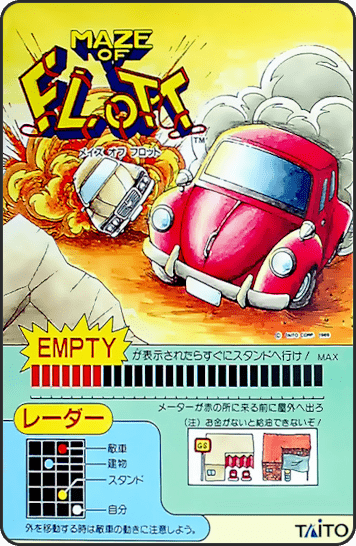 MAZE
OF
FLOTT
TM
メイズ オブ フロット
© TAITO CORP. 1989
EMPTY が表示されたらすぐにスタンドへ行け! MAX
メーターが赤の所に来る前に屋外へ出ろ
(注)お金がないと給油できないぞ!
レーダー
敵車
建物
スタンド
自分
GS
外を移動する時は敵車の動きに注意しよう。
TAITO